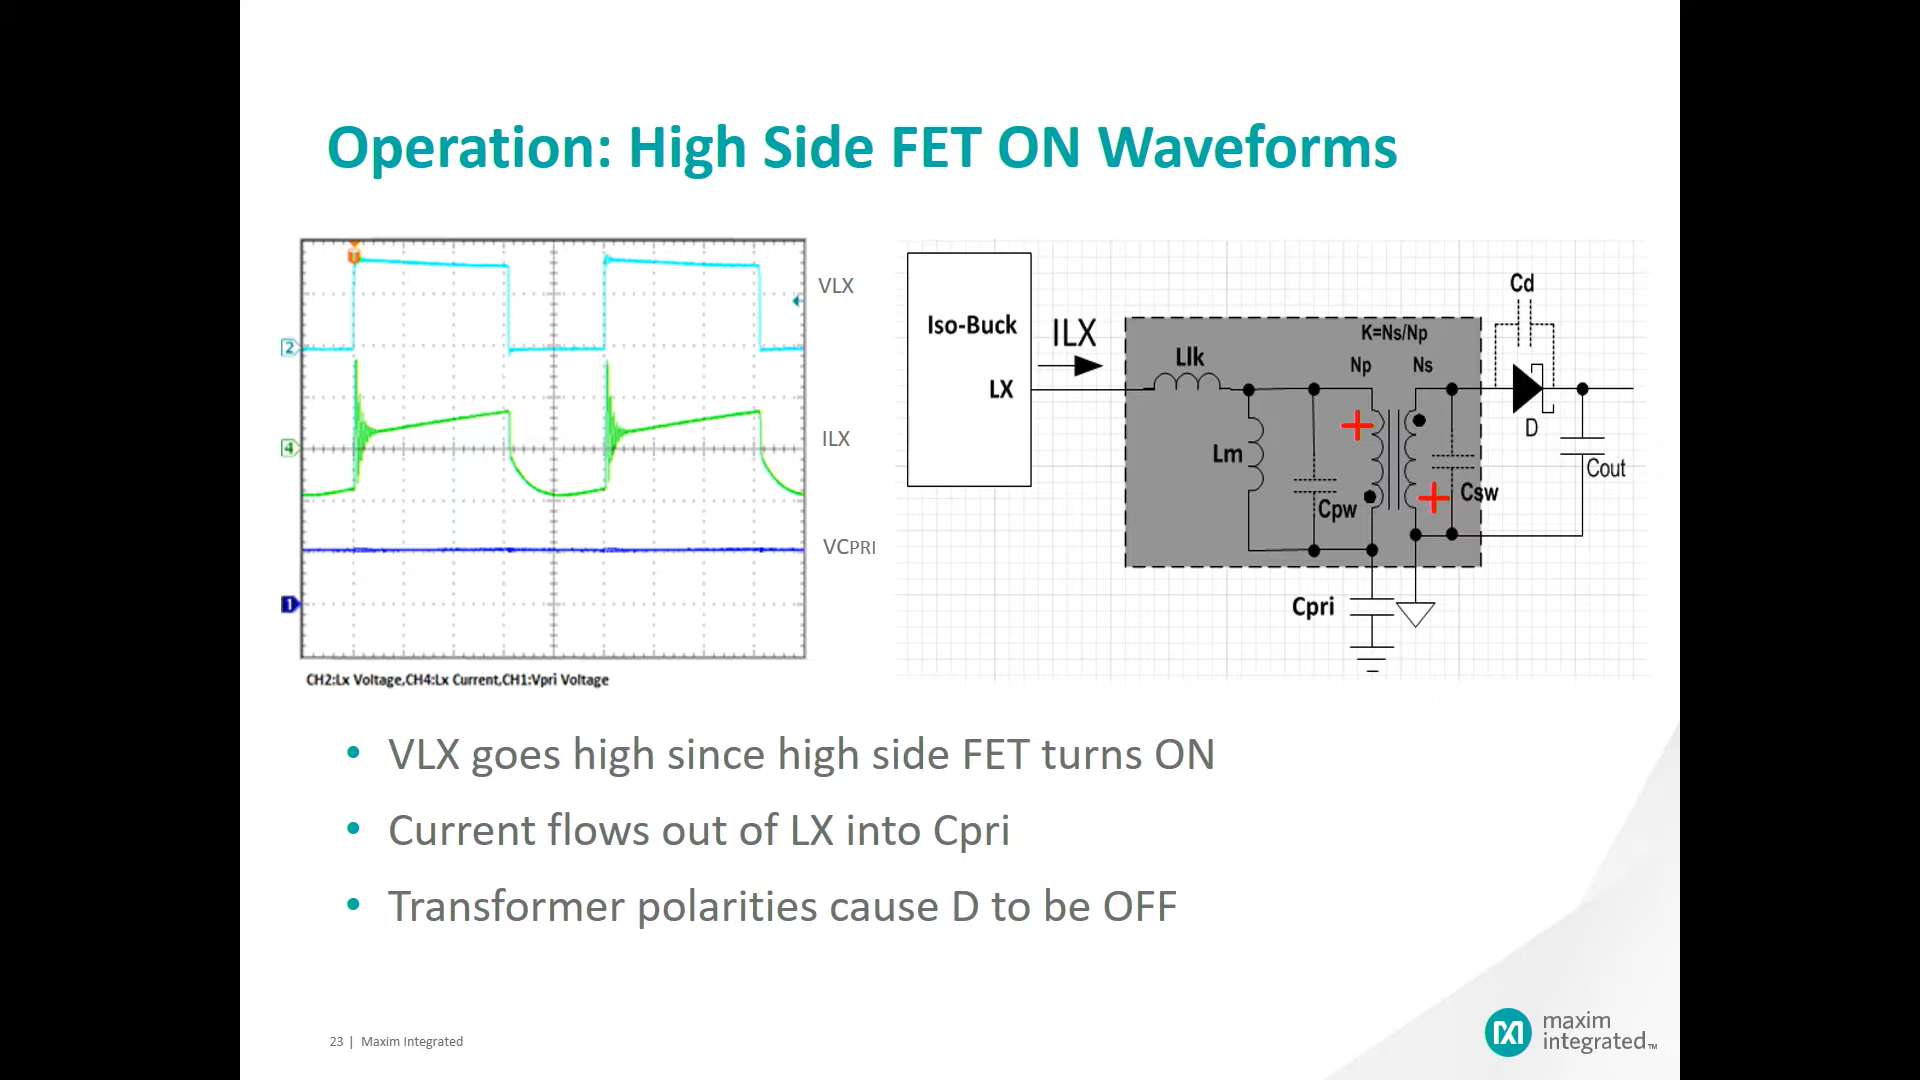 Operation: High Side FET ON Waveforms
VLX
2
4
ILX
VCPRI
1
CH2:Lx Voltage,CH4:Lx Current,CH1:Vpri Voltage
Iso-Buck
LX
ILX
Llk
K=Ns/Np
Np
Ns
Cd
D
Lm
Cpw
Csw
Cout
Cpri
• VLX goes high since high side FET turns ON
• Current flows out of LX into Cpri
• Transformer polarities cause D to be OFF
23 | Maxim Integrated
maxim
integrated™